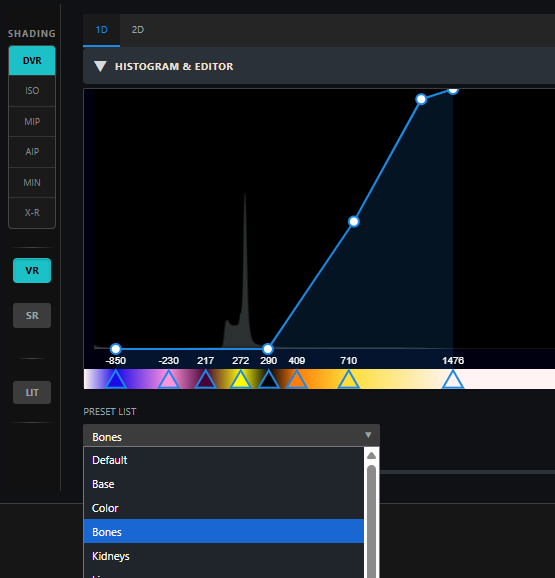 SHADING
DVR
ISO
MIP
AIP
MIN
X-R
VR
SR
LIT
1D 2D
▼ HISTOGRAM & EDITOR
-850 -230 217 272 290 409 710 1476
PRESET LIST
Bones
Default
Base
Color
Bones
Kidneys